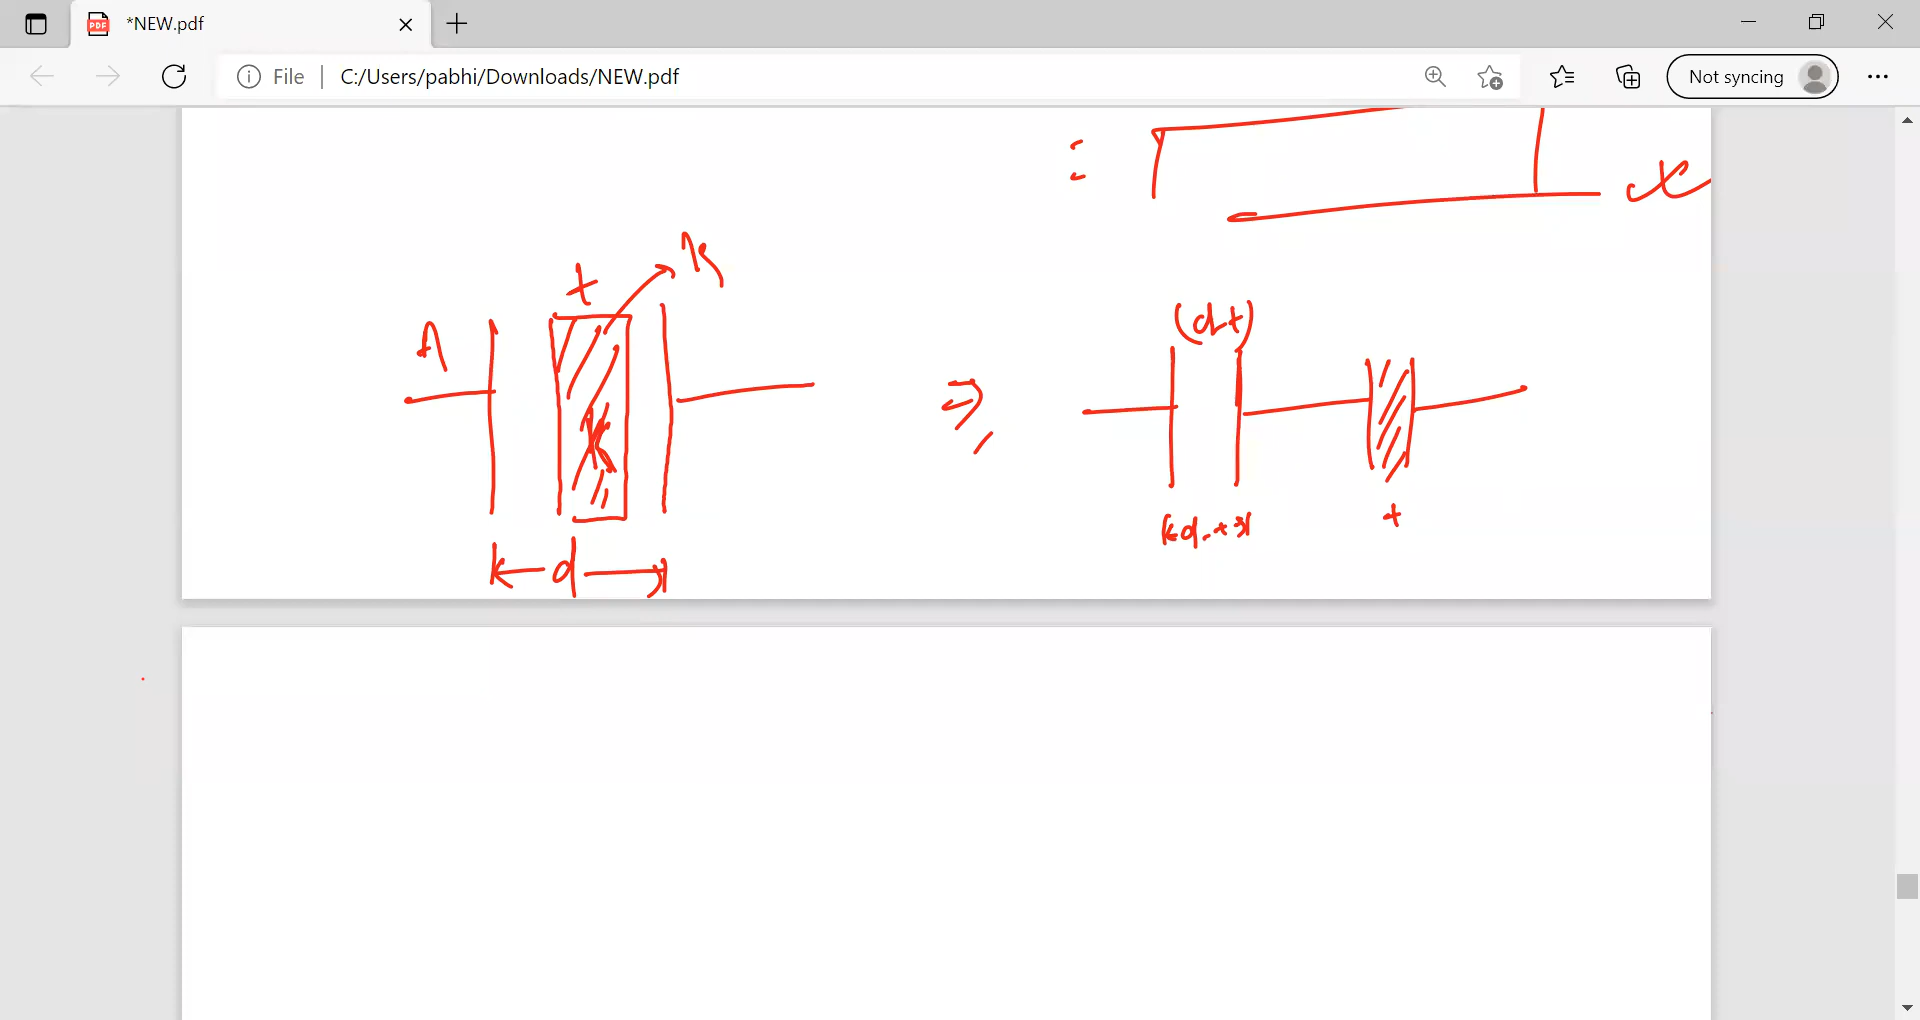 *NEW.pdf
File | C:/Users/pabhi/Downloads/NEW.pdf
Not syncing
t
K
A
(d-t)
K
t
d